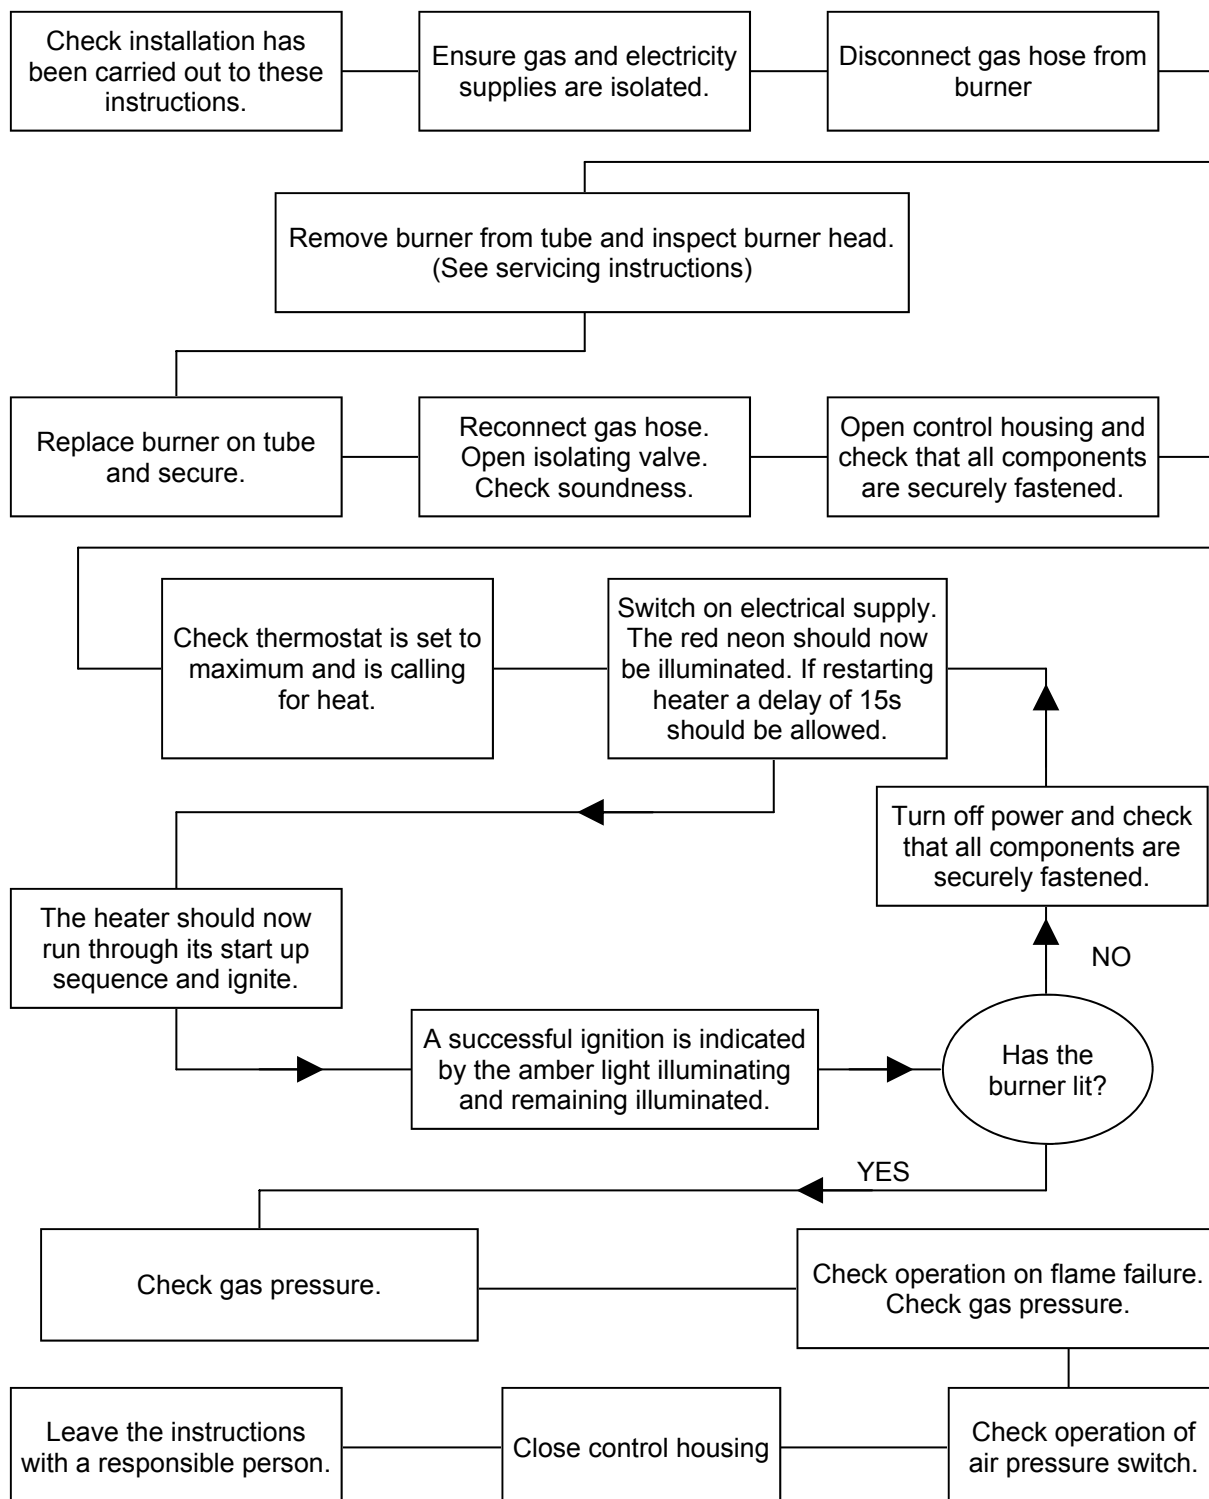 Check installation has
been carried out to these
instructions.
Ensure gas and electricity
supplies are isolated.
Disconnect gas hose from
burner
Remove burner from tube and inspect burner head.
(See servicing instructions)
Replace burner on tube
and secure.
Reconnect gas hose.
Open isolating valve.
Check soundness.
Open control housing and
check that all components
are securely fastened.
Check thermostat is set to
maximum and is calling
for heat.
Switch on electrical supply.
The red neon should now
be illuminated. If restarting
heater a delay of 15s
should be allowed.
Turn off power and check
that all components are
securely fastened.
The heater should now
run through its start up
sequence and ignite.
NO
A successful ignition is indicated
by the amber light illuminating
and remaining illuminated.
Has the
burner lit?
YES
Check gas pressure.
Check operation on flame failure.
Check gas pressure.
Check operation of
air pressure switch.
Close control housing
Leave the instructions
with a responsible person.